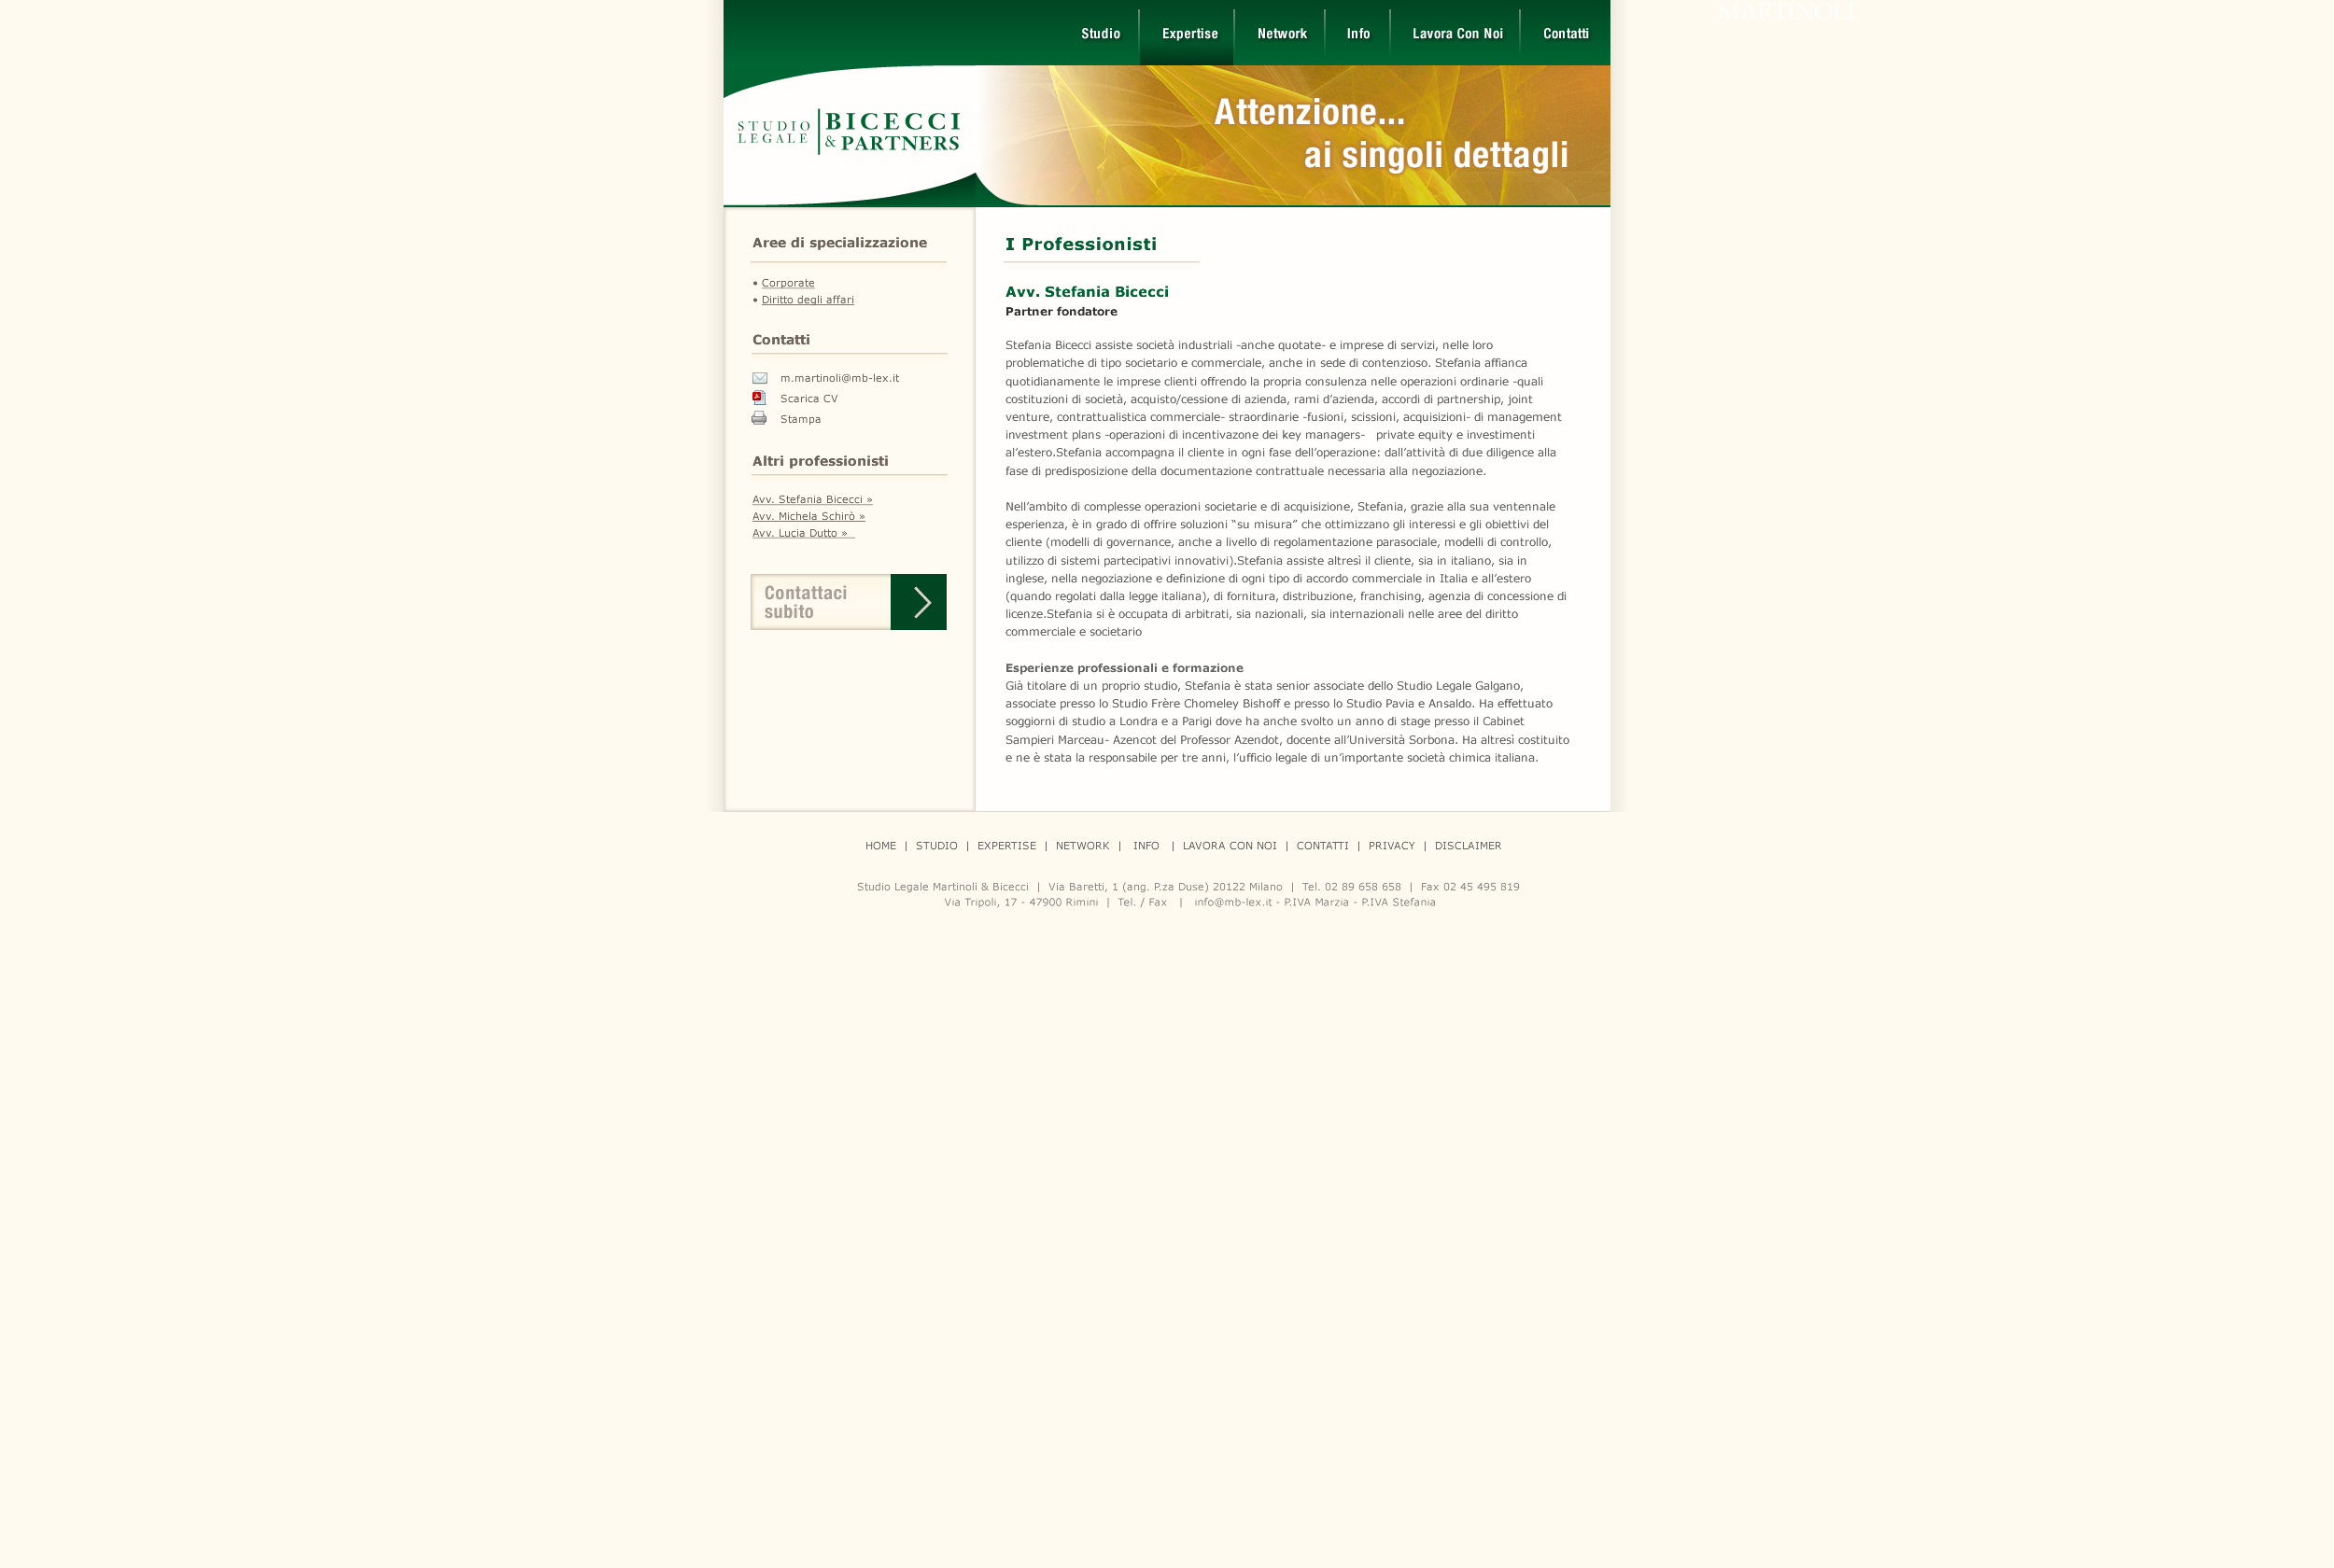 Studio Expertise Network Info Lavora Con Noi Contatti
MARTINOLI
STUDIO LEGALE
BICECCI
& PARTNERS
Attenzione...
ai singoli dettagli
Aree di specializzazione
• Corporate
• Diritto degli affari
Contatti
m.martinoli@mb-lex.it
Scarica CV
Stampa
Altri professionisti
Avv. Stefania Bicecci »
Avv. Michela Schirò »
Avv. Lucia Dutto »
Contattaci
subito
I Professionisti
Avv. Stefania Bicecci
Partner fondatore
Stefania Bicecci assiste società industriali -anche quotate- e imprese di servizi, nelle loro
problematiche di tipo societario e commerciale, anche in sede di contenzioso. Stefania affianca
quotidianamente le imprese clienti offrendo la propria consulenza nelle operazioni ordinarie -quali
costituzioni di società, acquisto/cessione di azienda, rami d’azienda, accordi di partnership, joint
venture, contrattualistica commerciale- straordinarie -fusioni, scissioni, acquisizioni- di management
investment plans -operazioni di incentivazone dei key managers- private equity e investimenti
al’estero.Stefania accompagna il cliente in ogni fase dell’operazione: dall’attività di due diligence alla
fase di predisposizione della documentazione contrattuale necessaria alla negoziazione.
Nell’ambito di complesse operazioni societarie e di acquisizione, Stefania, grazie alla sua ventennale
esperienza, è in grado di offrire soluzioni “su misura” che ottimizzano gli interessi e gli obiettivi del
cliente (modelli di governance, anche a livello di regolamentazione parasociale, modelli di controllo,
utilizzo di sistemi partecipativi innovativi).Stefania assiste altresì il cliente, sia in italiano, sia in
inglese, nella negoziazione e definizione di ogni tipo di accordo commerciale in Italia e all’estero
(quando regolati dalla legge italiana), di fornitura, distribuzione, franchising, agenzia di concessione di
licenze.Stefania si è occupata di arbitrati, sia nazionali, sia internazionali nelle aree del diritto
commerciale e societario
Esperienze professionali e formazione
Già titolare di un proprio studio, Stefania è stata senior associate dello Studio Legale Galgano,
associate presso lo Studio Frère Chomeley Bishoff e presso lo Studio Pavia e Ansaldo. Ha effettuato
soggiorni di studio a Londra e a Parigi dove ha anche svolto un anno di stage presso il Cabinet
Sampieri Marceau- Azencot del Professor Azendot, docente all’Università Sorbona. Ha altresì costituito
e ne è stata la responsabile per tre anni, l’ufficio legale di un’importante società chimica italiana.
HOME | STUDIO | EXPERTISE | NETWORK | INFO | LAVORA CON NOI | CONTATTI | PRIVACY | DISCLAIMER
Studio Legale Martinoli & Bicecci | Via Baretti, 1 (ang. P.za Duse) 20122 Milano | Tel. 02 89 658 658 | Fax 02 45 495 819
Via Tripoli, 17 - 47900 Rimini | Tel. / Fax | info@mb-lex.it - P.IVA Marzia - P.IVA Stefania